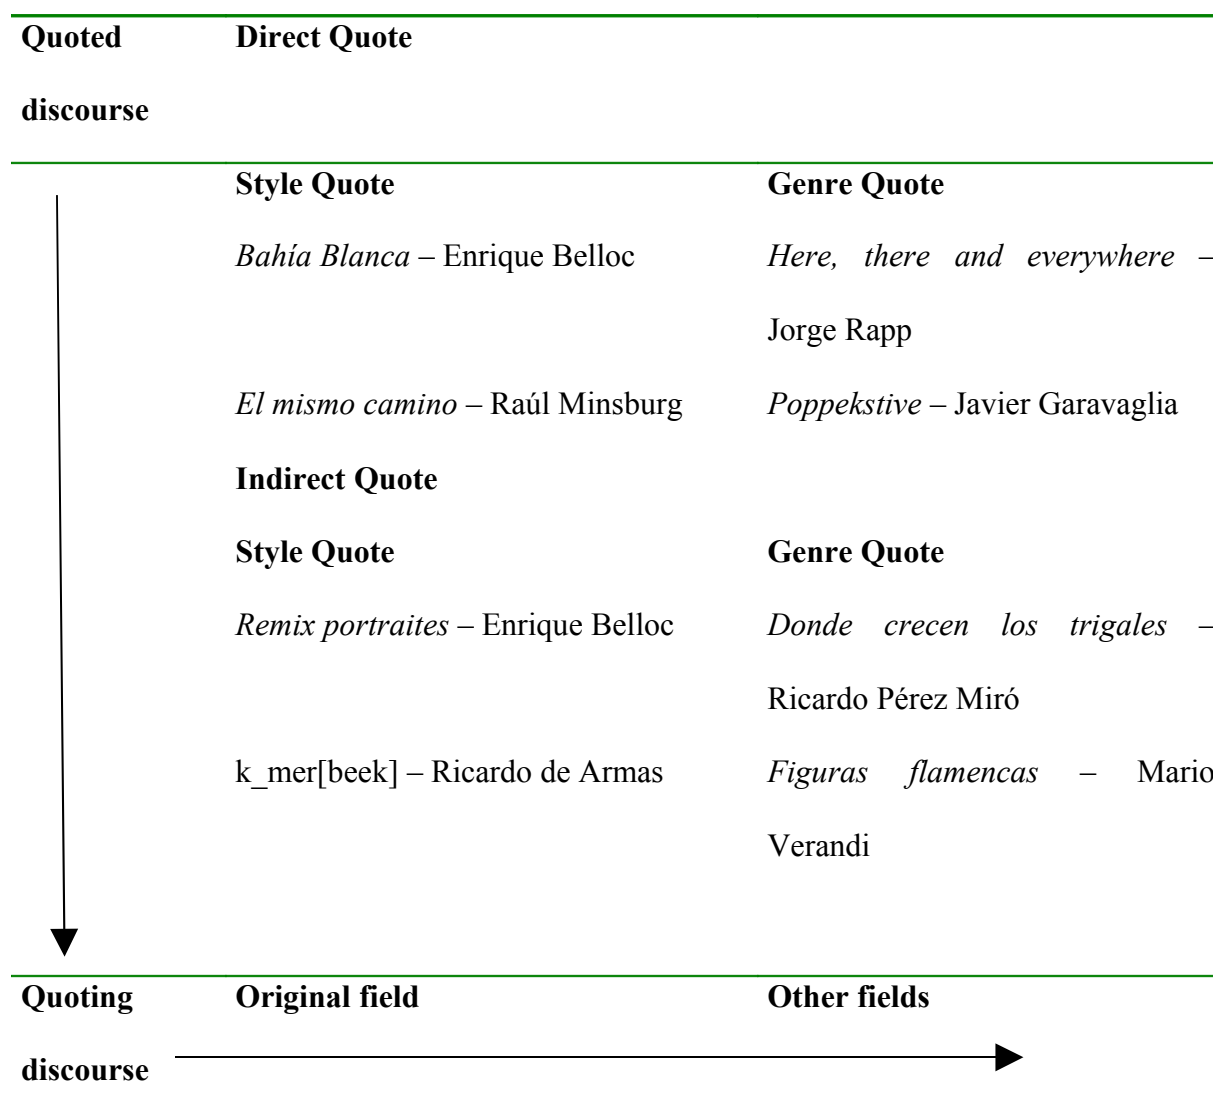 Quoted Direct Quote
discourse
Style Quote Genre Quote
Bahía Blanca – Enrique Belloc Here, there and everywhere –
Jorge Rapp
El mismo camino – Raúl Minsburg Poppekstive – Javier Garavaglia
Indirect Quote
Style Quote Genre Quote
Remix portraites – Enrique Belloc Donde crecen los trigales –
Ricardo Pérez Miró
k_mer[beek] – Ricardo de Armas Figuras flamencas – Mario
Verandi
Quoting Original field Other fields
discourse